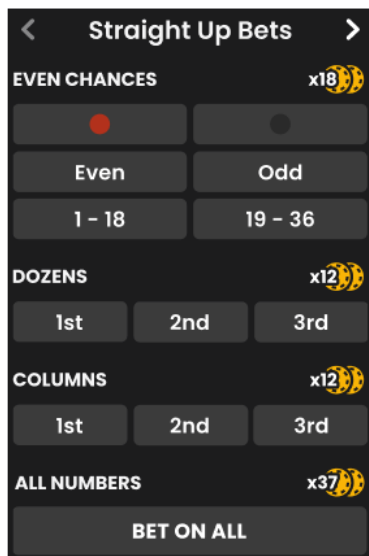 Straight Up Bets
EVEN CHANCES x18
Even Odd
1 - 18 19 - 36
DOZENS x12
1st 2nd 3rd
COLUMNS x12
1st 2nd 3rd
ALL NUMBERS x37
BET ON ALL